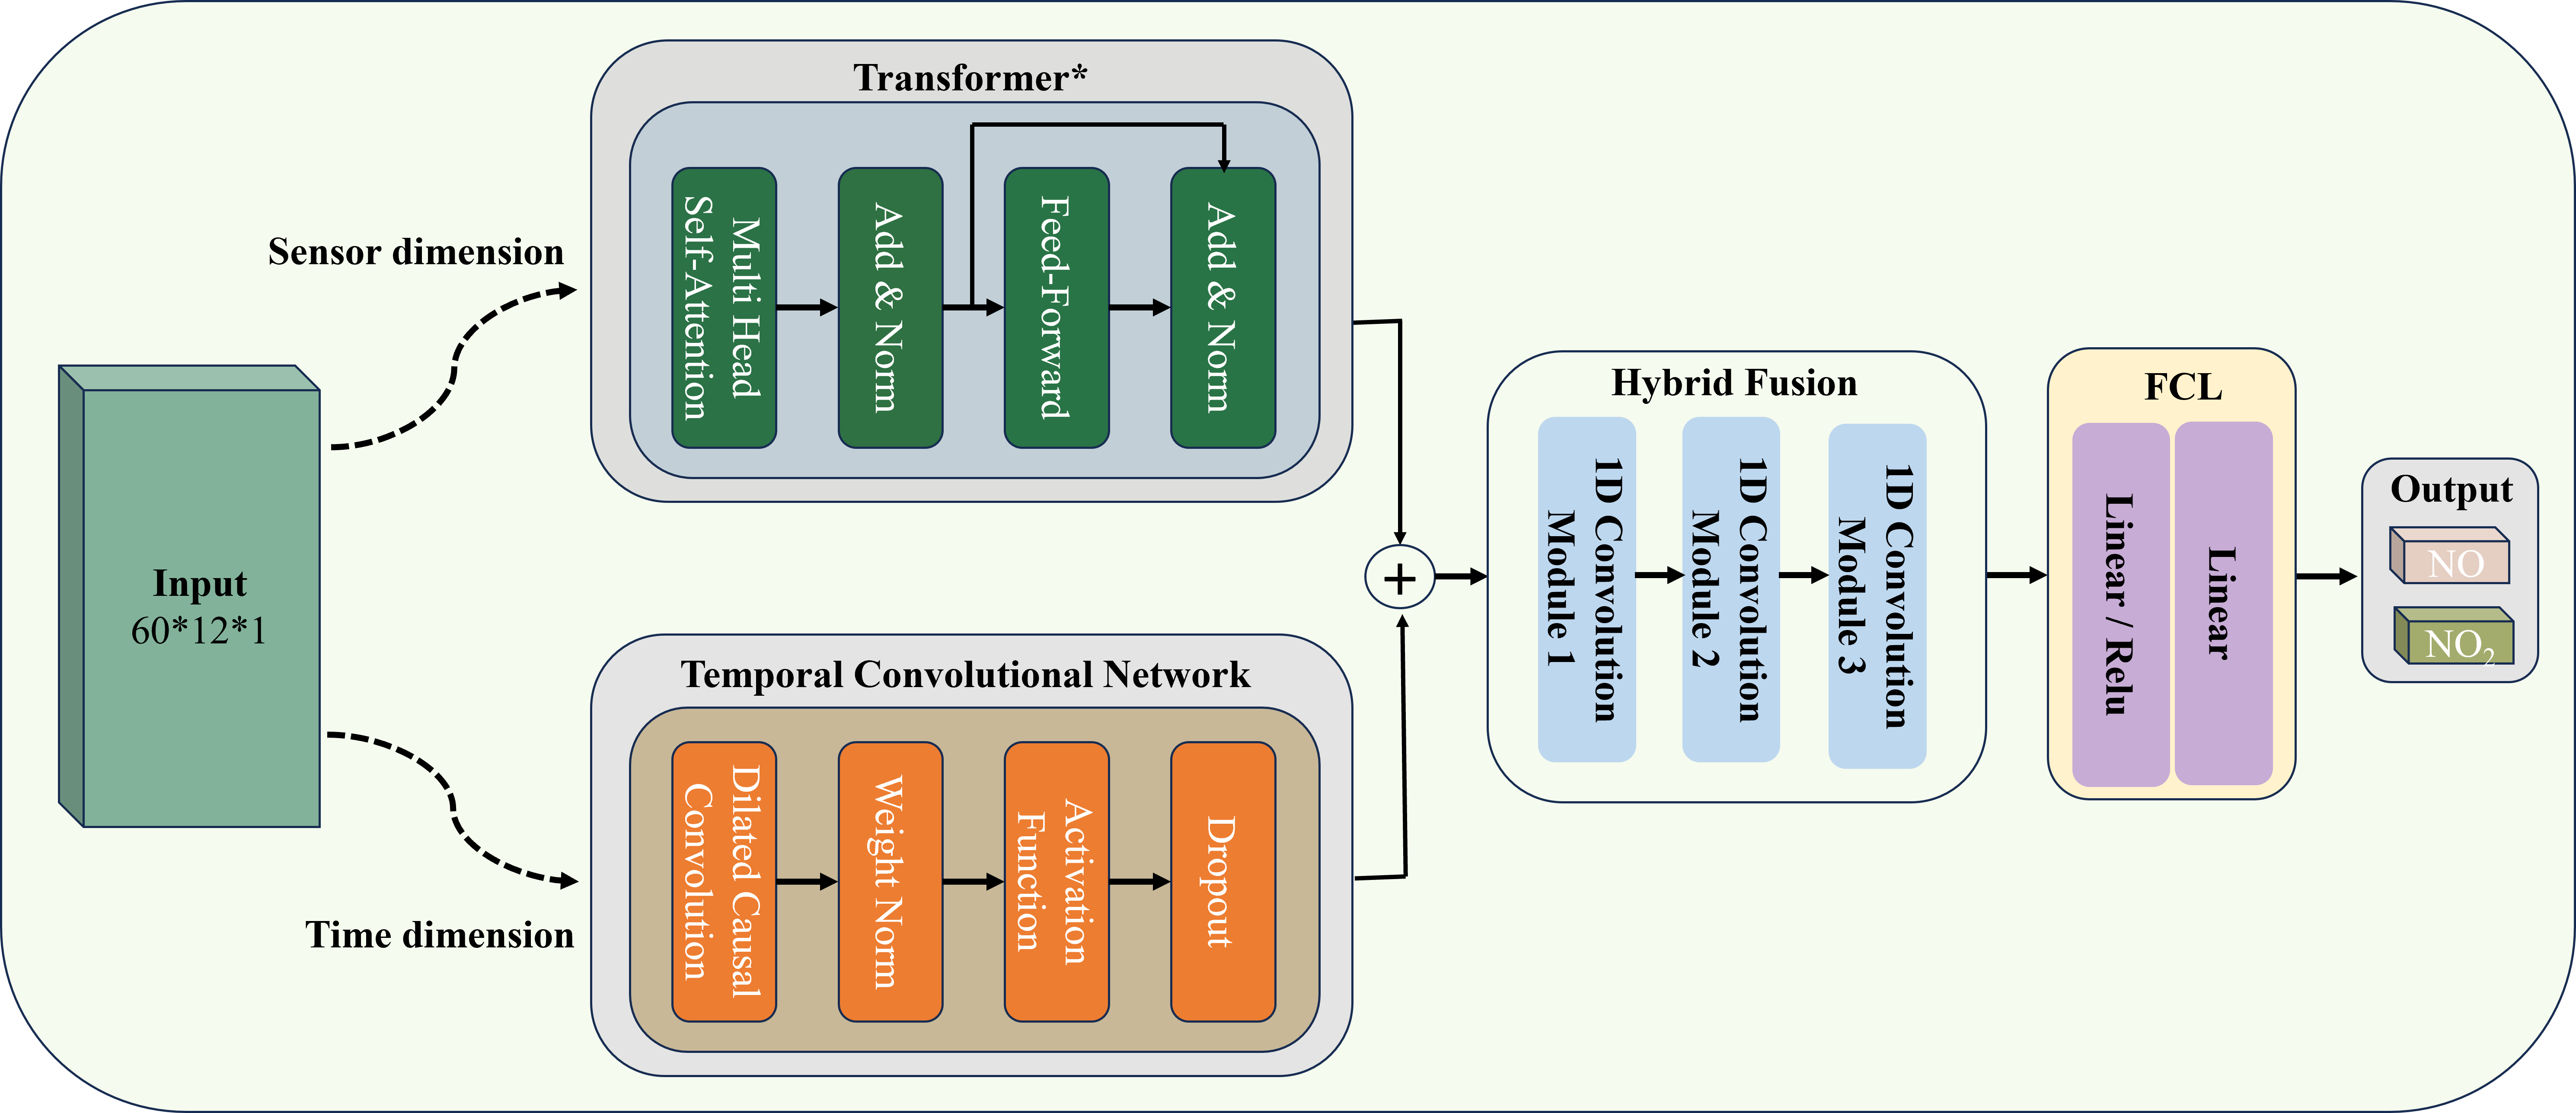 Transformer*
Multi Head
Self-Attention
Add & Norm
Feed-Forward
Add & Norm
Sensor dimension
Input
60*12*1
Time dimension
Temporal Convolutional Network
Dilated Causal
Convolution
Weight Norm
Activation
Function
Dropout
+
Hybrid Fusion
1D Convolution
Module 1
1D Convolution
Module 2
1D Convolution
Module 3
FCL
Linear / Relu
Linear
Output
NO
NO₂